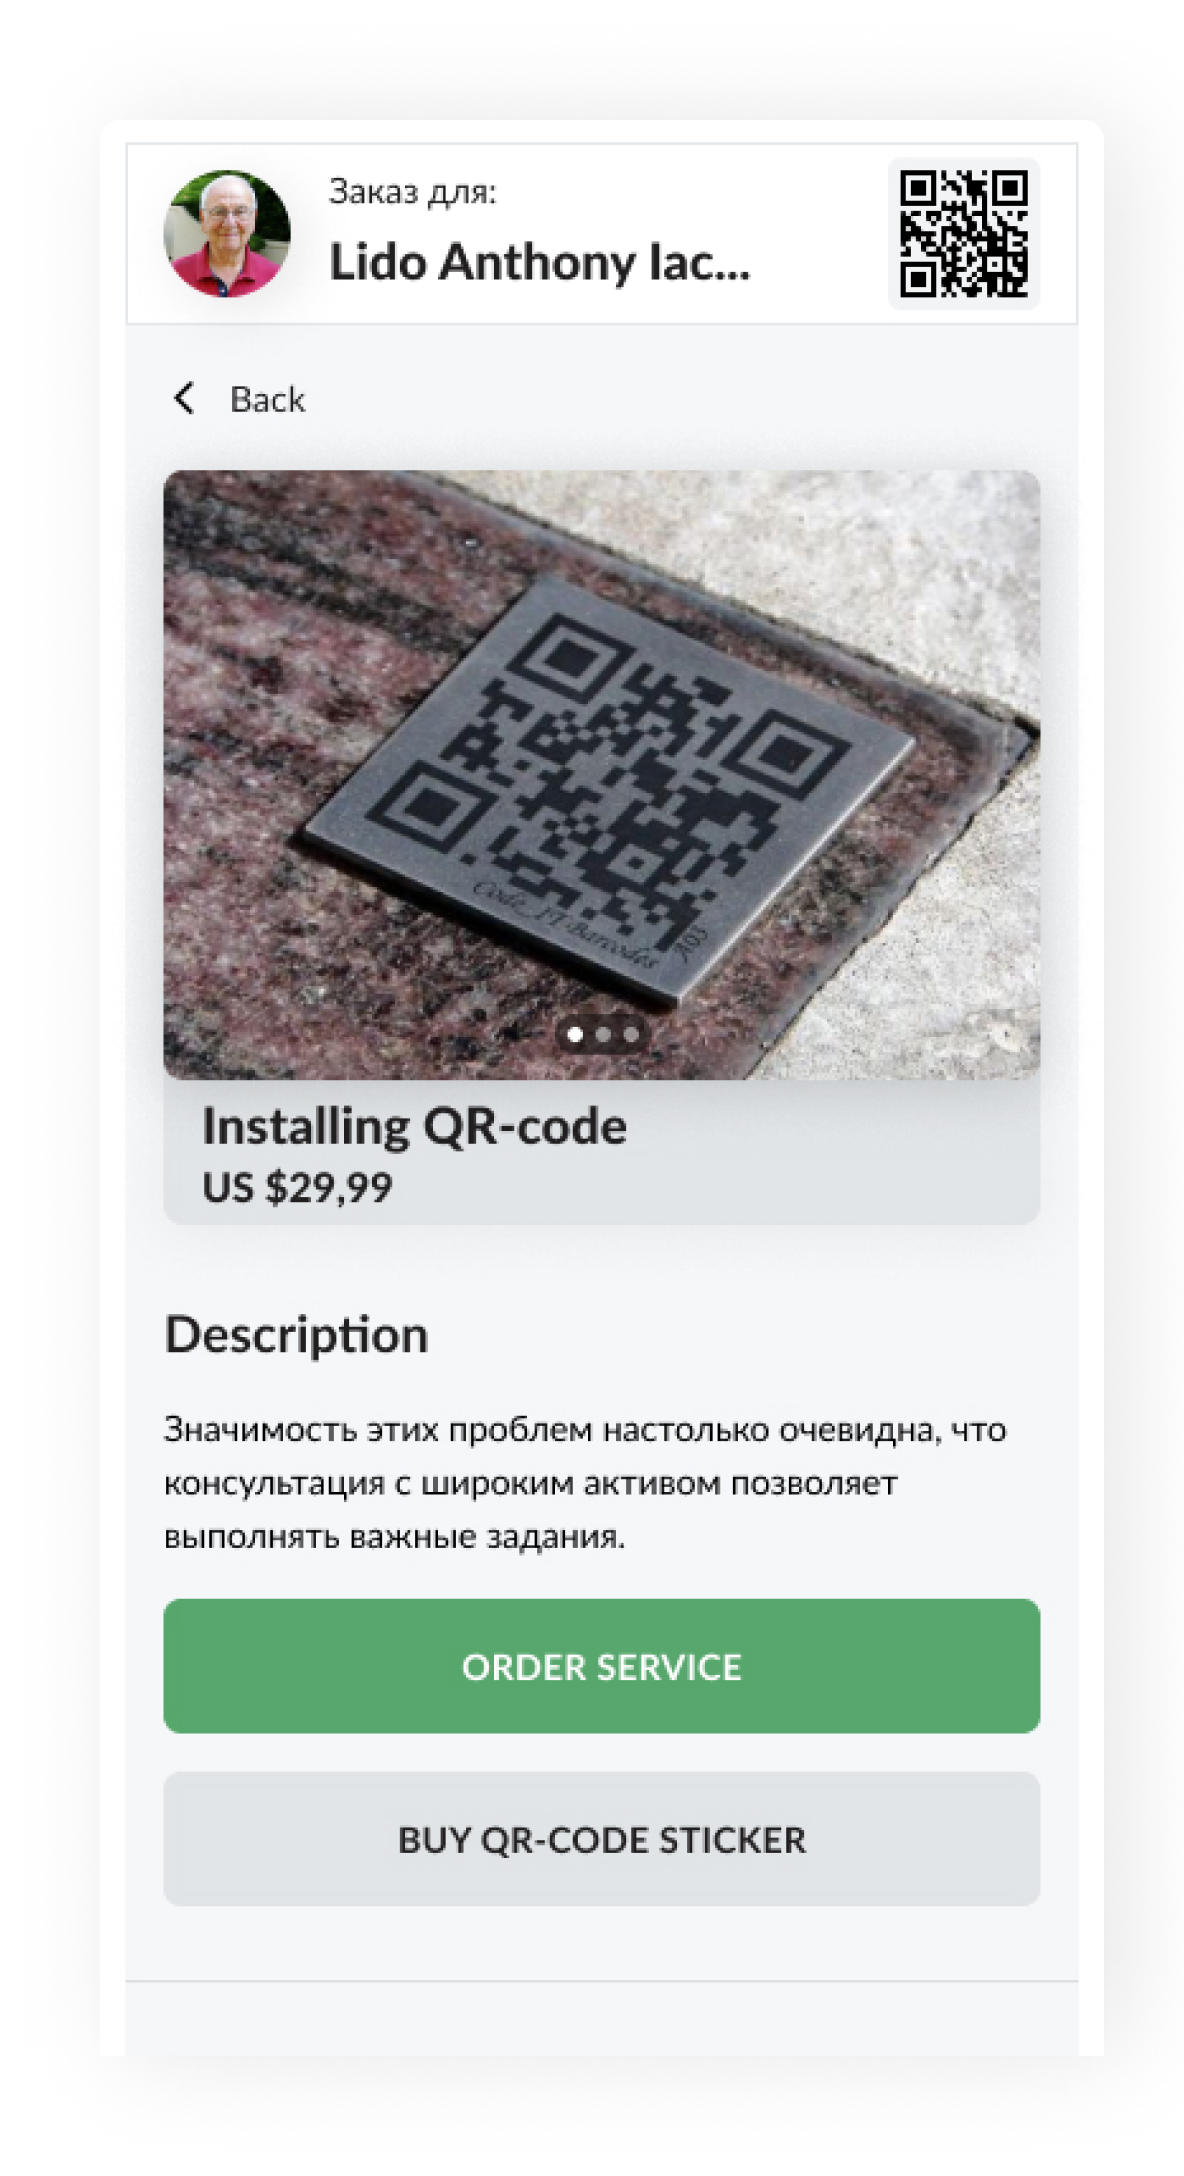 Заказ для:
Lido Anthony Iac...
Back
Code_IT-Barcodes
A03
Installing QR-code
US $29,99
Description
Значимость этих проблем настолько очевидна, что
консультация с широким активом позволяет
выполнять важные задания.
ORDER SERVICE
BUY QR-CODE STICKER